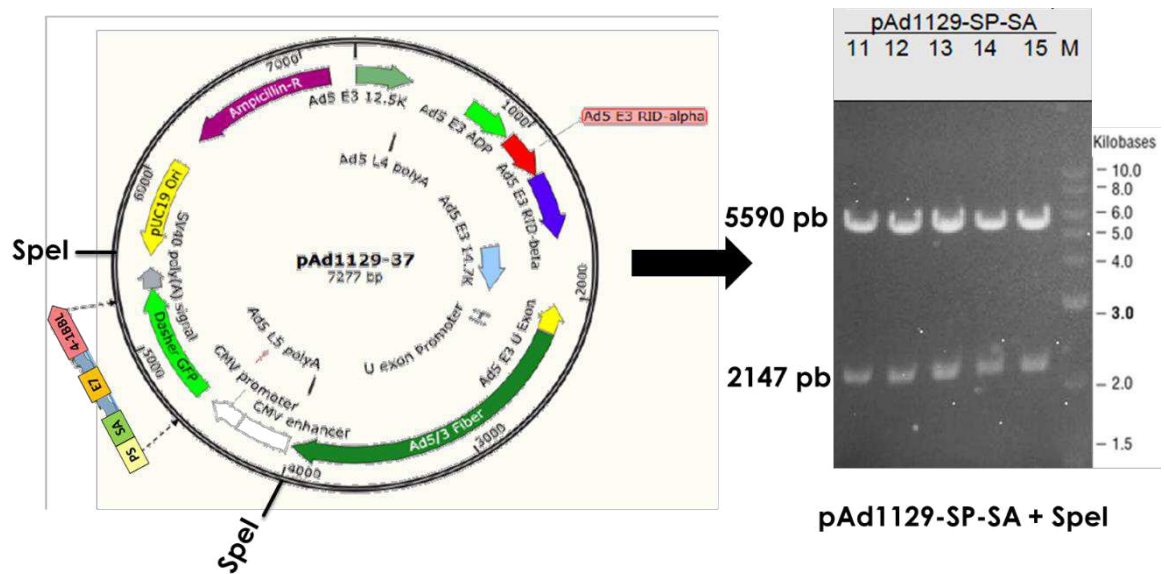 pAd1129-SP-SA
11 12 13 14 15 M
Kilobases
10.0
8.0
6.0
5.0
4.0
3.0
2.0
1.5
5590 pb
2147 pb
pAd1129-SP-SA + SpeI
7000
1000
2000
3000
4000
5000
6000
Ampicillin-R
Ad5 E3 12.5K
Ad5 E3 ADP
Ad5 E3 RID-alpha
Ad5 E3 RID-beta
Ad5 L4 polyA
Ad5 E3 14.7K
pAd1129-37
7277 bp
U exon Promoter
Ad5 E3 U Exon
Ad5/3 Fiber
Ad5 L5 polyA
CMV promoter
CMV enhancer
Dasher GFP
SV40 poly(A) signal
pUC19 Ori
SpeI
SpeI
4-1BBL
E7
SA
PS